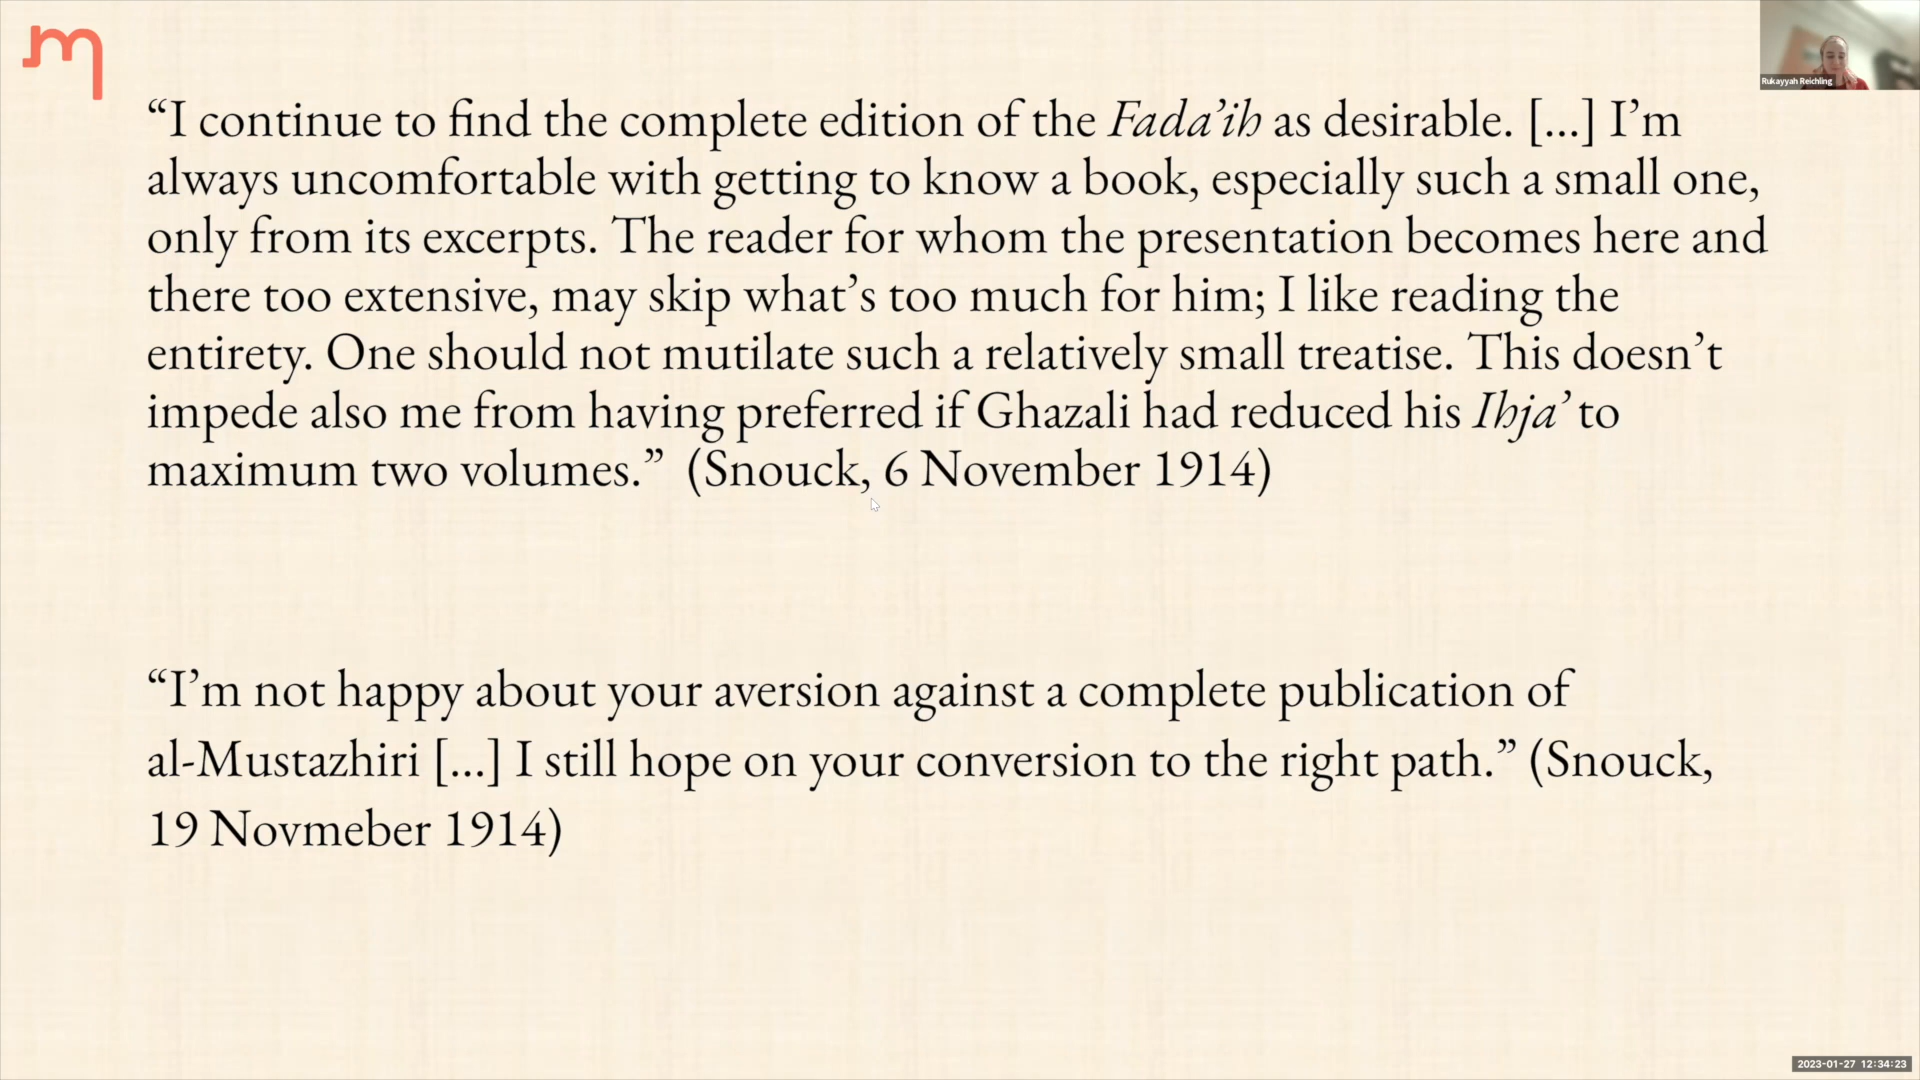 Rukayyah Reichling
“I continue to find the complete edition of the Fada’ih as desirable. [...] I’m
always uncomfortable with getting to know a book, especially such a small one,
only from its excerpts. The reader for whom the presentation becomes here and
there too extensive, may skip what’s too much for him; I like reading the
entirety. One should not mutilate such a relatively small treatise. This doesn’t
impede also me from having preferred if Ghazali had reduced his Ihja’ to
maximum two volumes.” (Snouck, 6 November 1914)
“I’m not happy about your aversion against a complete publication of
al-Mustazhiri [...] I still hope on your conversion to the right path.” (Snouck,
19 Novmeber 1914)
2023-01-27 12:34:23